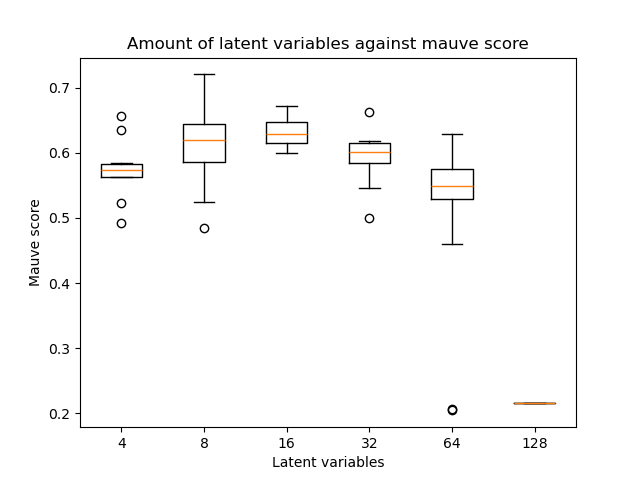 Amount of latent variables against mauve score
Mauve score
0.7
0.6
0.5
0.4
0.3
0.2
4 8 16 32 64 128
Latent variables